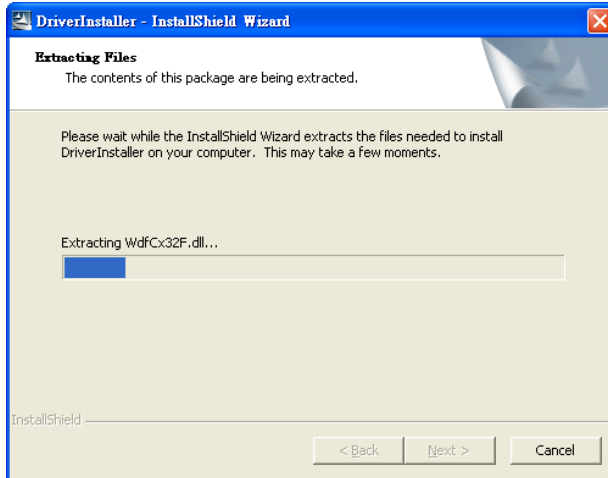 DriverInstaller - InstallShield Wizard
Extracting Files
The contents of this package are being extracted.
Please wait while the InstallShield Wizard extracts the files needed to install
DriverInstaller on your computer.  This may take a few moments.
Extracting WdfCx32F.dll...
InstallShield
< Back
Next >
Cancel